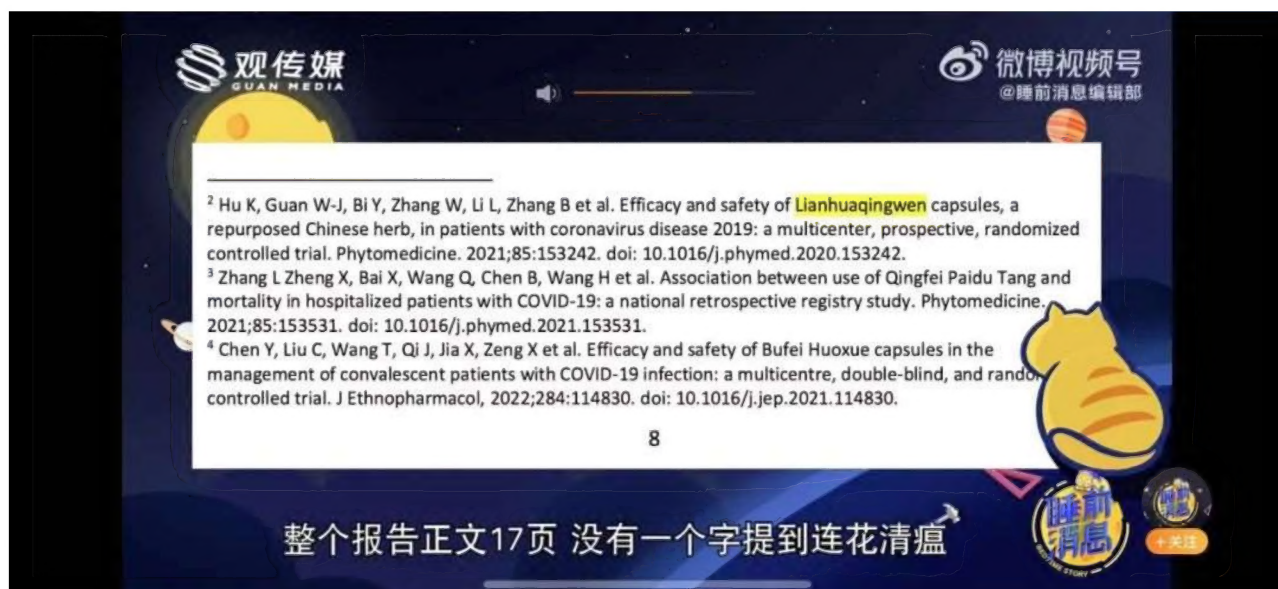 观传媒
GUAN MEDIA
微博视频号
@睡前消息编辑部
2 Hu K, Guan W-J, Bi Y, Zhang W, Li L, Zhang B et al. Efficacy and safety of Lianhuaqingwen capsules, a
repurposed Chinese herb, in patients with coronavirus disease 2019: a multicenter, prospective, randomized
controlled trial. Phytomedicine. 2021;85:153242. doi: 10.1016/j.phymed.2020.153242.
3 Zhang L Zheng X, Bai X, Wang Q, Chen B, Wang H et al. Association between use of Qingfei Paidu Tang and
mortality in hospitalized patients with COVID-19: a national retrospective registry study. Phytomedicine.
2021;85:153531. doi: 10.1016/j.phymed.2021.153531.
4 Chen Y, Liu C, Wang T, Qi J, Jia X, Zeng X et al. Efficacy and safety of Bufei Huoxue capsules in the
management of convalescent patients with COVID-19 infection: a multicentre, double-blind, and rando
controlled trial. J Ethnopharmacol, 2022;284:114830. doi: 10.1016/j.jep.2021.114830.
8
整个报告正文17页 没有一个字提到连花清瘟
睡前
消息
BEDTIME STORY
睡前
消息
+关注